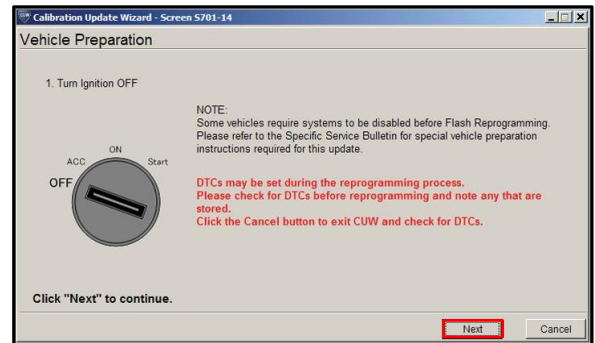 Calibration Update Wizard - Screen S701-14
Vehicle Preparation
1. Turn Ignition OFF
NOTE:
Some vehicles require systems to be disabled before Flash Reprogramming.
Please refer to the Specific Service Bulletin for special vehicle preparation
instructions required for this update.
ON
ACC
Start
OFF
DTCs may be set during the reprogramming process.
Please check for DTCs before reprogramming and note any that are
stored.
Click the Cancel button to exit CUW and check for DTCs.
Click "Next" to continue.
Next
Cancel